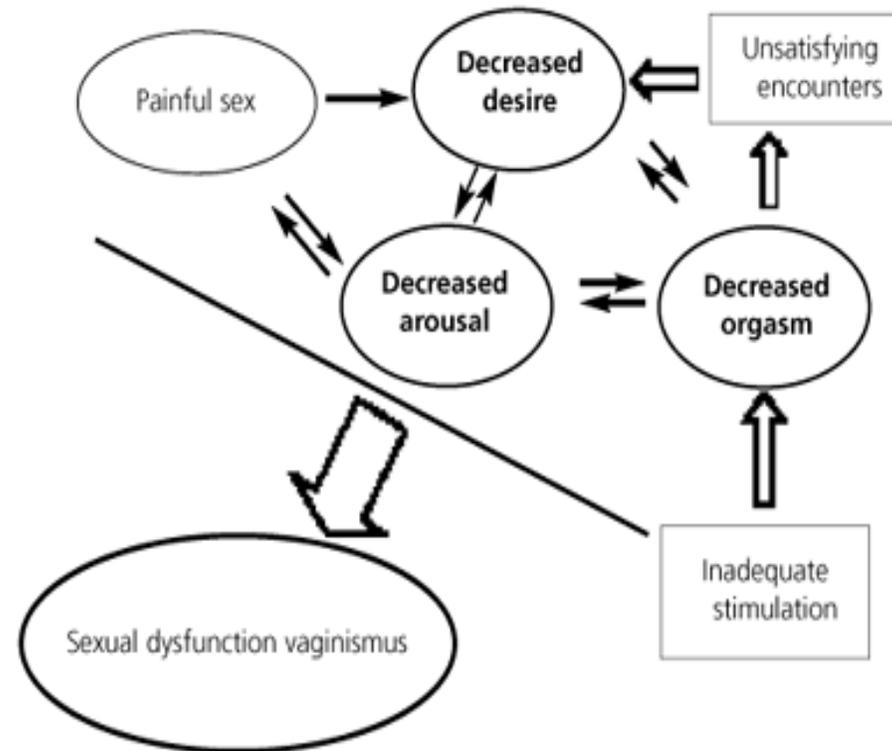 Painful sex
Decreased
desire
Unsatisfying
encounters
Decreased
arousal
Decreased
orgasm
Sexual dysfunction vaginismus
Inadequate
stimulation